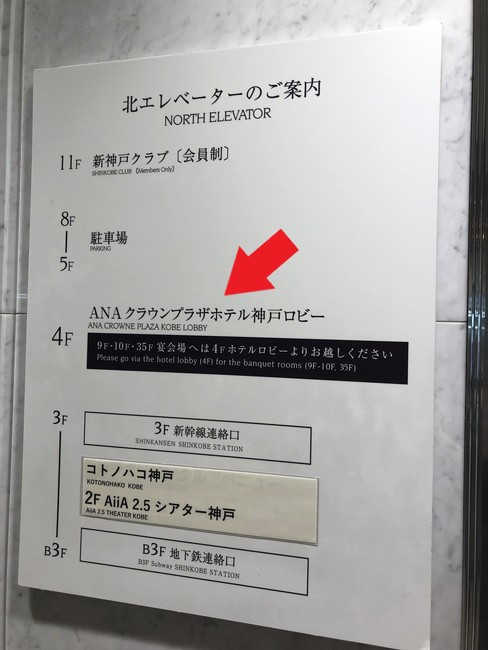 北エレベーターのご案内
NORTH ELEVATOR
11F 新神戸クラブ〔会員制〕
SHINKOBE CLUB [Members Only]
8F
5F
駐車場
PARKING
4F
ANAクラウンプラザホテル神戸ロビー
ANA CROWNE PLAZA KOBE LOBBY
9F・10F・35F 宴会場へは4Fホテルロビーよりお越しください
Please go via the hotel lobby (4F) for the banquet rooms (9F-10F, 35F)
3F
3F 新幹線連絡口
SHINKANSEN SHINKOBE STATION
コトノハコ神戸
KOTONOHAKO KOBE
2F AiiA 2.5 シアター神戸
AiiA 2.5 THEATER KOBE
B3F
B3F 地下鉄連絡口
B3F Subway SHINKOBE STATION